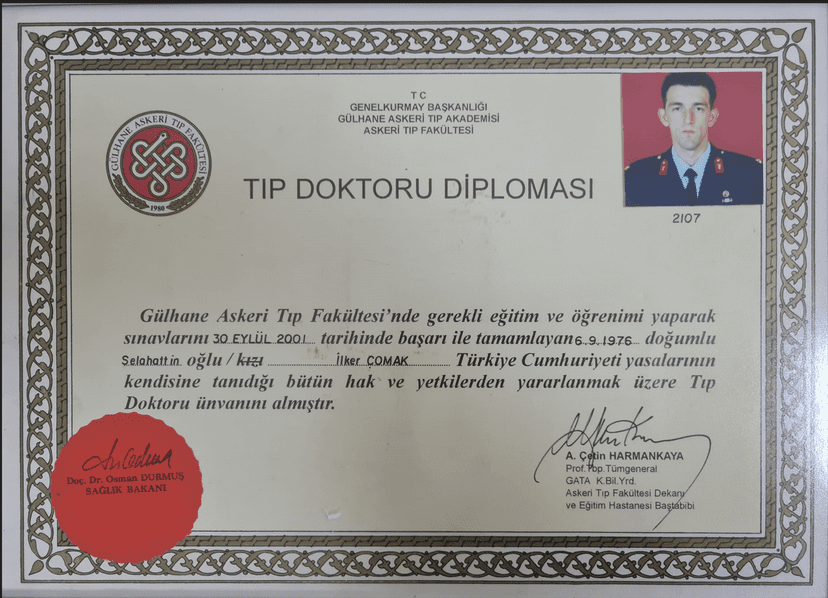 T C
GENELKURMAY BAŞKANLIĞI
GÜLHANE ASKERİ TIP AKADEMİSİ
ASKERİ TIP FAKÜLTESİ
GÜLHANE ASKERİ TIP FAKÜLTESİ
1980
TIP DOKTORU DİPLOMASI
2107
Gülhane Askeri Tıp Fakültesi'nde gerekli eğitim ve öğrenimi yaparak
sınavlarını 30 EYLÜL 2001 tarihinde başarı ile tamamlayan 6.9.1976 doğumlu
Selahattin oğlu / kızı İlker ÇOMAK Türkiye Cumhuriyeti yasalarının
kendisine tanıdığı bütün hak ve yetkilerden yararlanmak üzere Tıp
Doktoru ünvanını almıştır.
Doç. Dr. Osman DURMUŞ
SAĞLIK BAKANI
A. Çetin HARMANKAYA
Prof.Tbp.Tümgeneral
GATA K.Bil.Yrd.
Askeri Tıp Fakültesi Dekanı
ve Eğitim Hastanesi Baştabibi